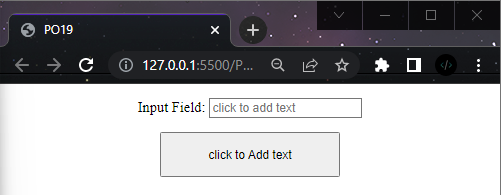 PO19
127.0.0.1:5500/P...
Input Field: click to add text
click to Add text